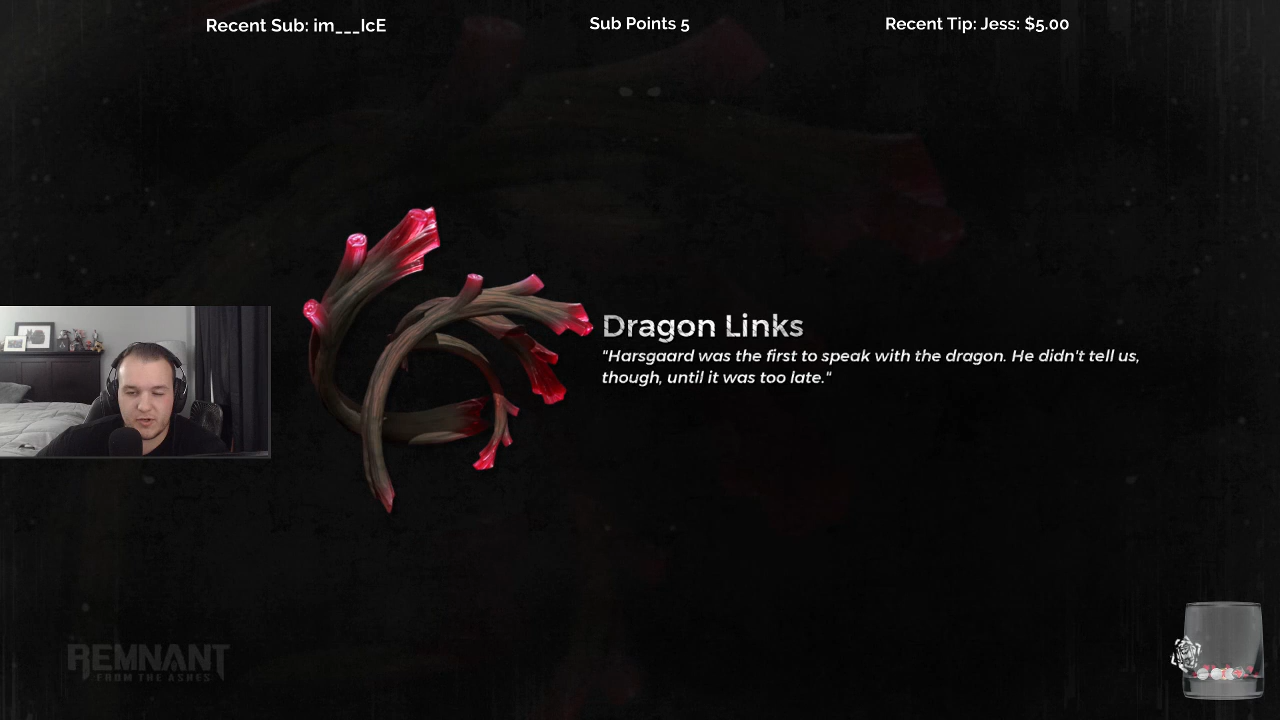 Recent Sub: im___IcE
Sub Points 5
Recent Tip: Jess: $5.00
Dragon Links
"Harsgaard was the first to speak with the dragon. He didn't tell us,
though, until it was too late."
REMNANT
FROM THE ASHES